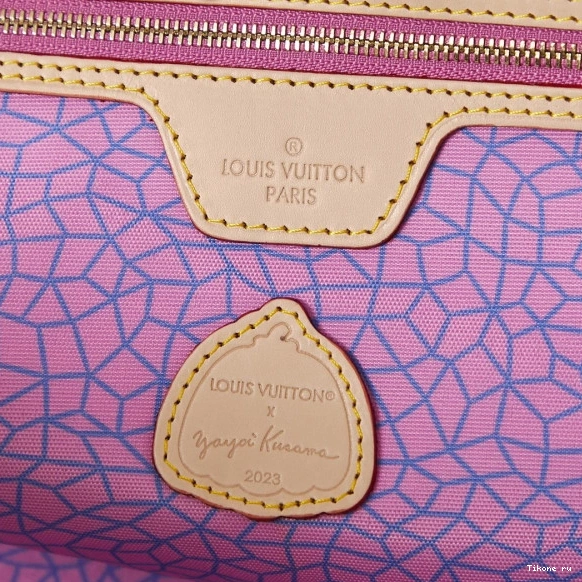 ®
LOUIS VUITTON
PARIS
LOUIS VUITTON®
x
Yayoi Kusama
2023
Tikone ru